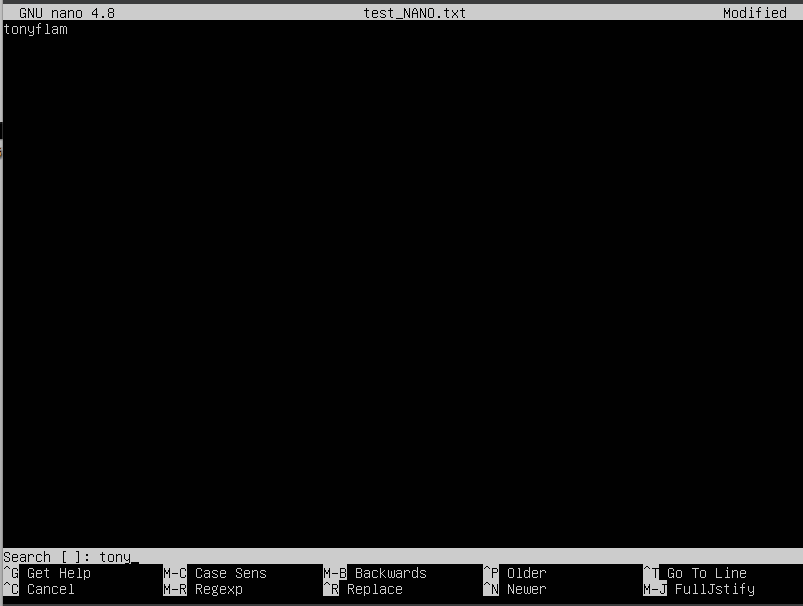 GNU nano 4.8 test_NANO.txt Modified
tonyflam
Search [ ]: tony
^G Get Help M-C Case Sens M-B Backwards ^P Older ^T Go To Line
^C Cancel M-R Regexp ^R Replace ^N Newer M-J FullJstify